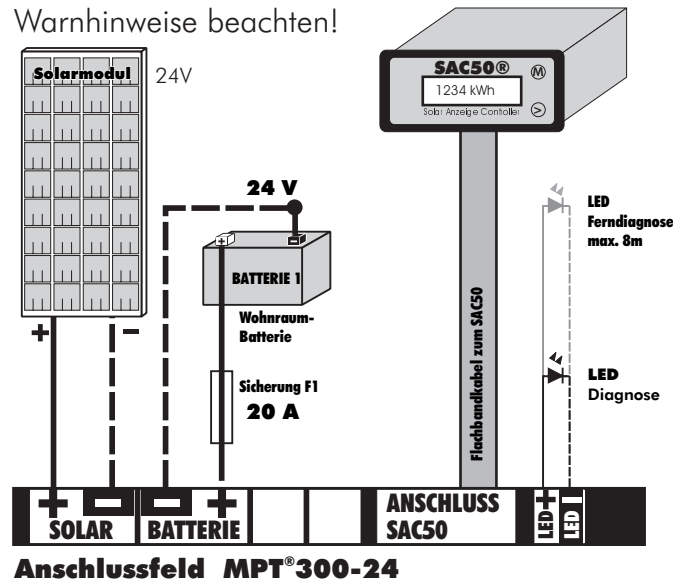 Warnhinweise beachten!
Solarmodul
24V
+
−
24 V
+
−
BATTERIE 1
Wohnraum-
Batterie
Sicherung F1
20 A
SAC50®
M
1234 kWh
>
Solar Anzeige Controller
Flachbandkabel zum SAC50
LED
Ferndiagnose
max. 8m
LED
Diagnose
+ − − +
SOLAR BATTERIE
ANSCHLUSS
SAC50
LED+
LED −
Anschlussfeld MPT®300-24